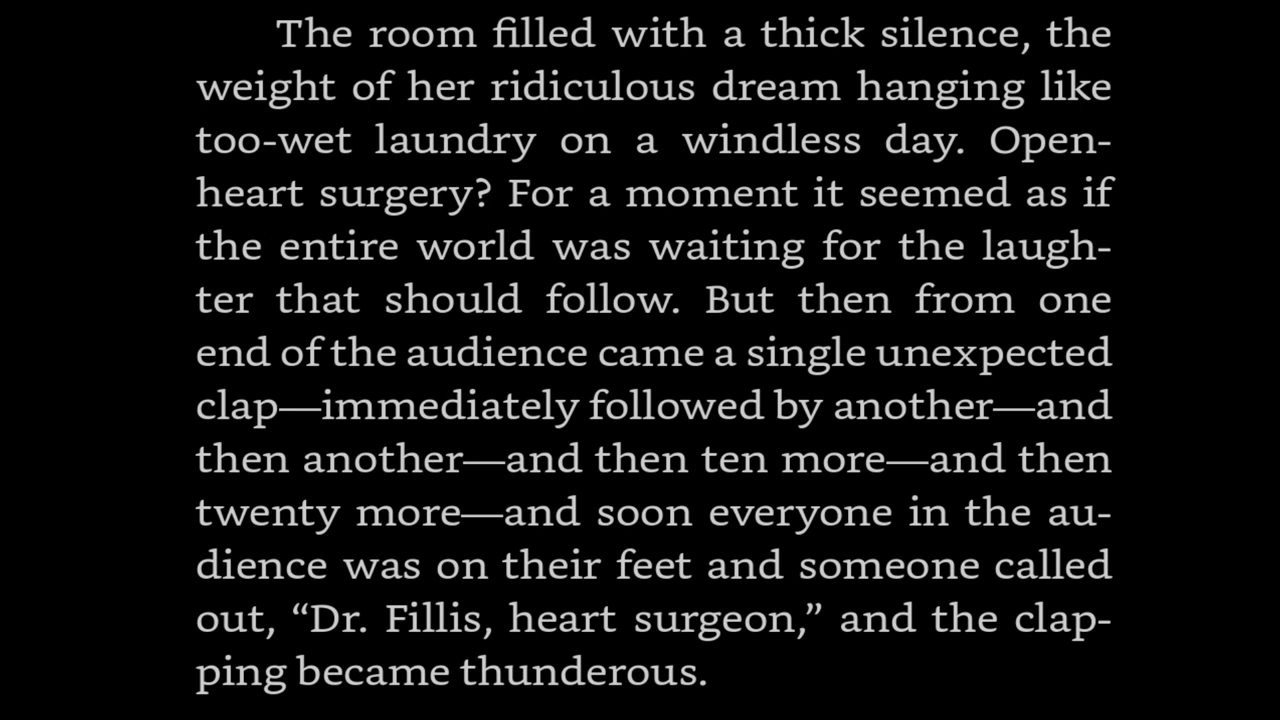 The room filled with a thick silence, the
weight of her ridiculous dream hanging like
too-wet laundry on a windless day. Open-
heart surgery? For a moment it seemed as if
the entire world was waiting for the laugh-
ter that should follow. But then from one
end of the audience came a single unexpected
clap—immediately followed by another—and
then another—and then ten more—and then
twenty more—and soon everyone in the au-
dience was on their feet and someone called
out, “Dr. Fillis, heart surgeon,” and the clap-
ping became thunderous.